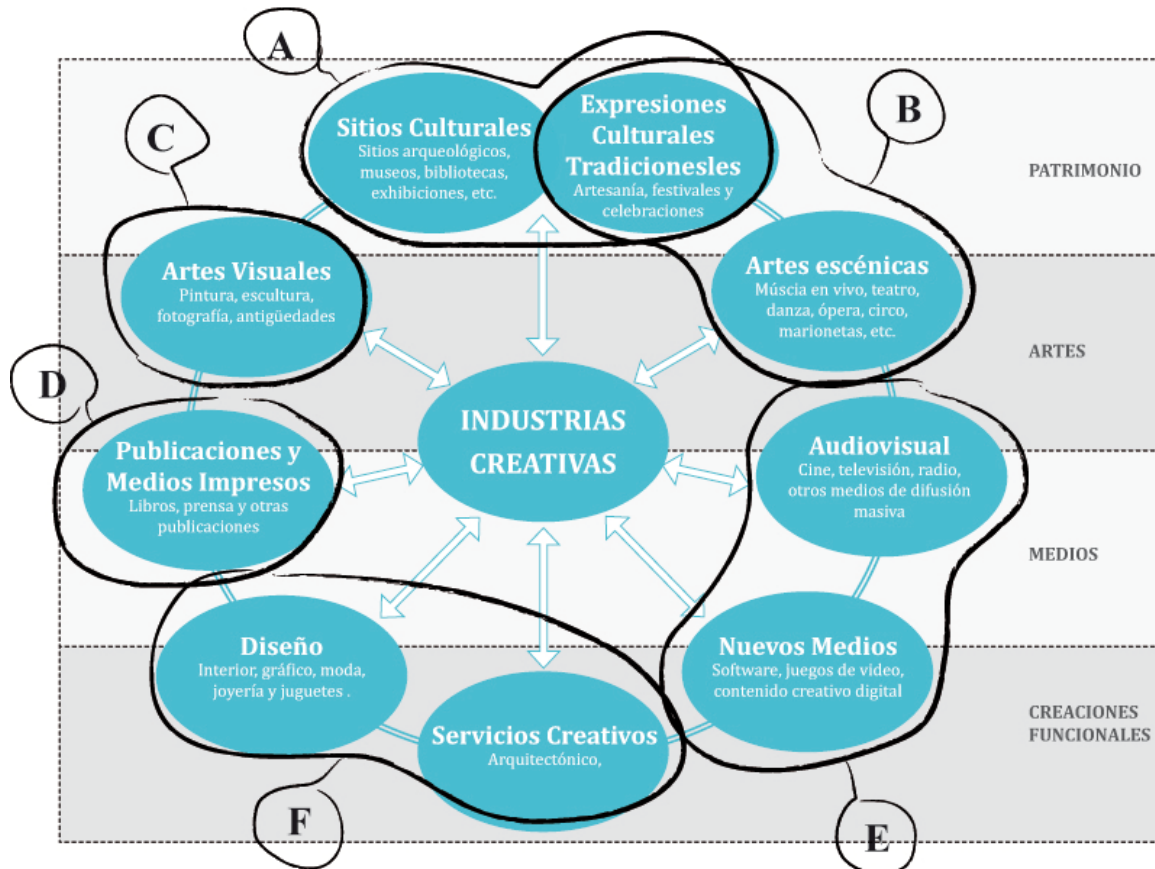 A
B
C
Sitios Culturales
Sitios arqueológicos,
museos, bibliotecas,
exhibiciones, etc.
Expresiones
Culturales
Tradicionesles
Artesanía, festivales y
celebraciones
PATRIMONIO
Artes Visuales
Pintura, escultura,
fotografía, antigüedades
Artes escénicas
Múscia en vivo, teatro,
danza, ópera, circo,
marionetas, etc.
ARTES
D
INDUSTRIAS
CREATIVAS
Publicaciones y
Medios Impresos
Libros, prensa y otras
publicaciones
Audiovisual
Cine, televisión, radio,
otros medios de difusión
masiva
MEDIOS
Diseño
Interior, gráfico, moda,
joyería y juguetes .
Nuevos Medios
Software, juegos de video,
contenido creativo digital
Servicios Creativos
Arquitectónico,
CREACIONES
FUNCIONALES
F
E